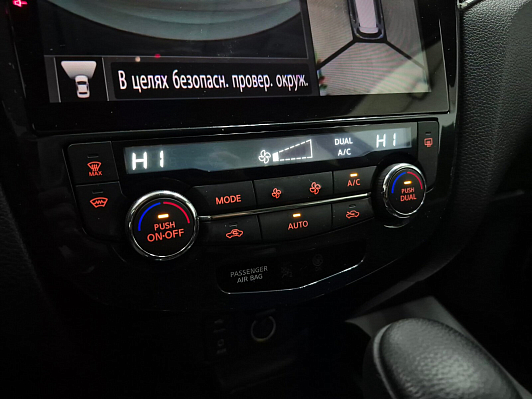 В целях безопасн. провер. окруж.
HI
DUAL
A/C
HI
MAX
PUSH
ON·OFF
MODE
A/C
AUTO
PUSH
DUAL
PASSENGER
AIR BAG